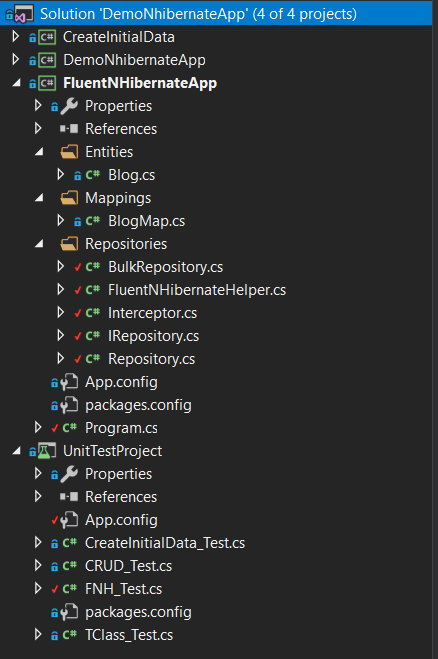 Solution 'DemoNhibernateApp' (4 of 4 projects)
C# CreateInitialData
C# DemoNhibernateApp
C# FluentNHibernateApp
Properties
References
Entities
C# Blog.cs
Mappings
C# BlogMap.cs
Repositories
C# BulkRepository.cs
C# FluentNHibernateHelper.cs
C# Interceptor.cs
C# IRepository.cs
C# Repository.cs
App.config
packages.config
C# Program.cs
UnitTestProject
Properties
References
App.config
C# CreateInitialData_Test.cs
C# CRUD_Test.cs
C# FNH_Test.cs
packages.config
C# TClass_Test.cs